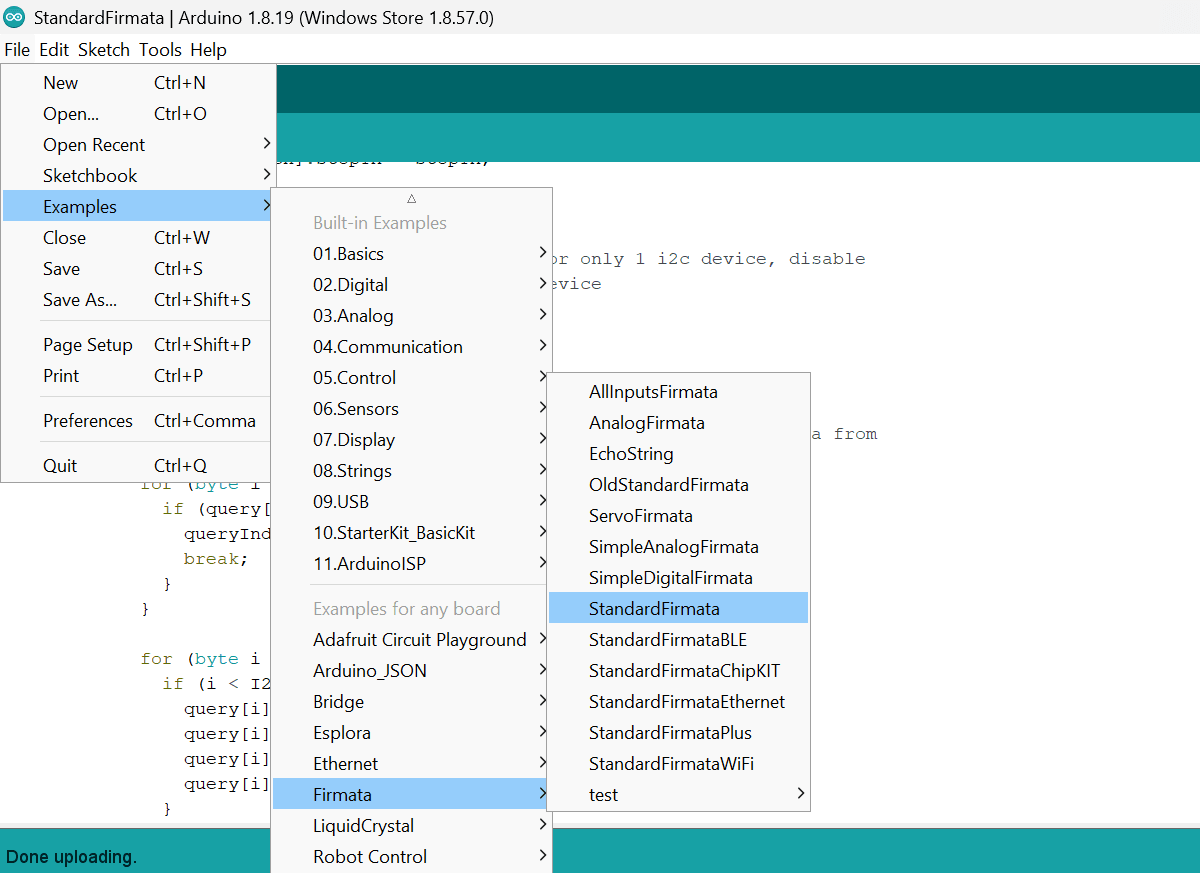 StandardFirmata | Arduino 1.8.19 (Windows Store 1.8.57.0)
File Edit Sketch Tools Help
New Ctrl+N
Open... Ctrl+O
Open Recent
Sketchbook
Examples
Close Ctrl+W
Save Ctrl+S
Save As... Ctrl+Shift+S
Page Setup Ctrl+Shift+P
Print Ctrl+P
Preferences Ctrl+Comma
Quit Ctrl+Q
Built-in Examples
01.Basics
02.Digital
03.Analog
04.Communication
05.Control
06.Sensors
07.Display
08.Strings
09.USB
10.StarterKit_BasicKit
11.ArduinoISP
Examples for any board
Adafruit Circuit Playground
Arduino_JSON
Bridge
Esplora
Ethernet
Firmata
LiquidCrystal
Robot Control
AllInputsFirmata
AnalogFirmata
EchoString
OldStandardFirmata
ServoFirmata
SimpleAnalogFirmata
SimpleDigitalFirmata
StandardFirmata
StandardFirmataBLE
StandardFirmataChipKIT
StandardFirmataEthernet
StandardFirmataPlus
StandardFirmataWiFi
test
or only 1 i2c device, disable
evice
a from
for (byte i
if (query[
queryInd
break;
}
}
for (byte i
if (i < I2
query[i]
query[i]
query[i]
query[i]
}
Done uploading.